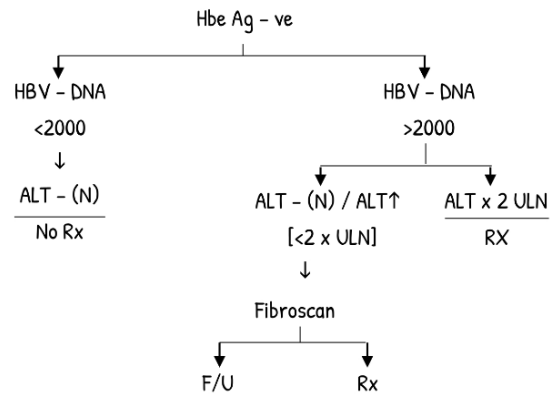 Hbe Ag – ve
HBV – DNA
<2000
↓
ALT – (N)
No Rx
HBV – DNA
>2000
ALT – (N) / ALT↑
[<2 x ULN]
↓
Fibroscan
F/U
Rx
ALT x 2 ULN
RX